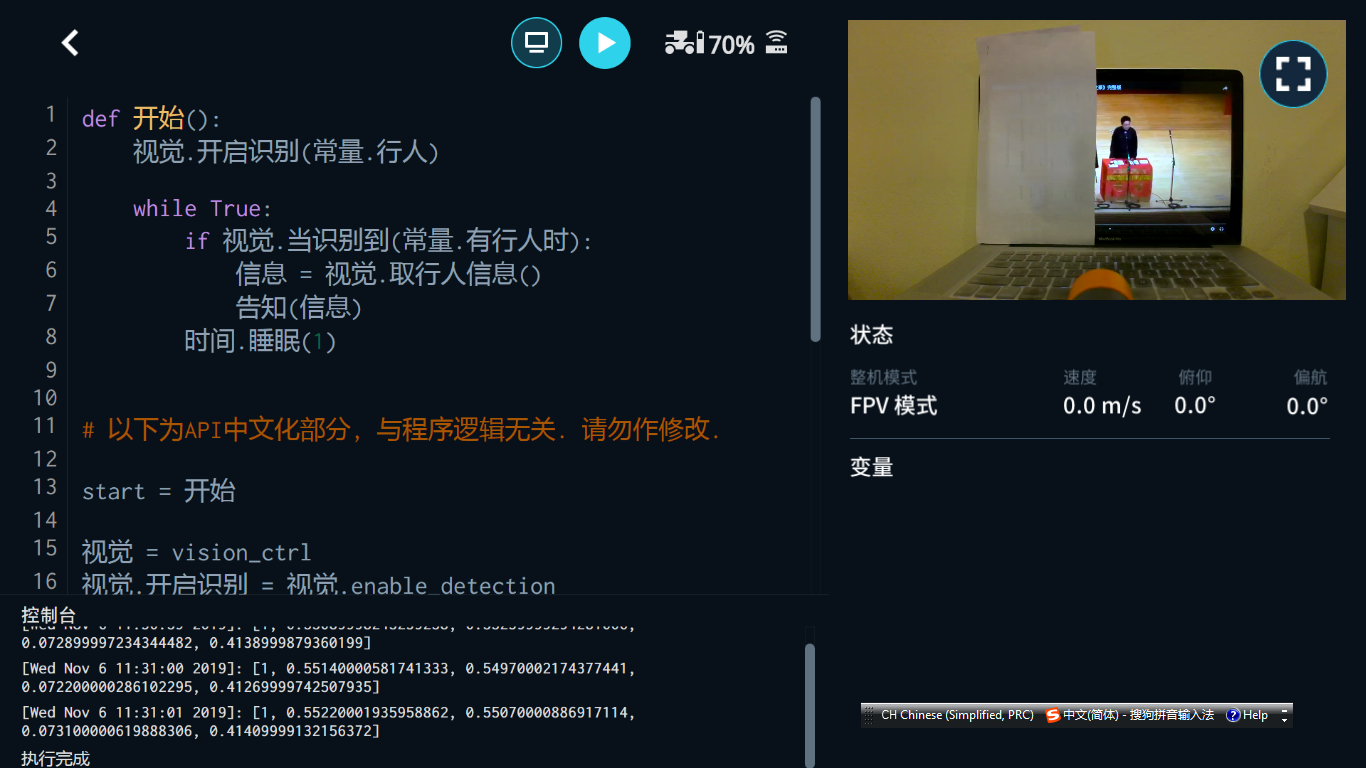 70%
1 def 开始():
2 视觉.开启识别(常量.行人)
3
4 while True:
5 if 视觉.当识别到(常量.有行人时):
6 信息 = 视觉.取行人信息()
7 告知(信息)
8 时间.睡眠(1)
9
10
11 # 以下为API中文化部分, 与程序逻辑无关. 请勿作修改.
12
13 start = 开始
14
15 视觉 = vision_ctrl
16 视觉.开启识别 = 视觉.enable_detection
控制台
0.072899997234344482, 0.4138999879360199]
[Wed Nov 6 11:31:00 2019]: [1, 0.55140000581741333, 0.54970002174377441,
0.072200000286102295, 0.41269999742507935]
[Wed Nov 6 11:31:01 2019]: [1, 0.55220001935958862, 0.55070000886917114,
0.073100000619888306, 0.41409999132156372]
执行完成
状态
整机模式 速度 俯仰 偏航
FPV 模式 0.0 m/s 0.0° 0.0°
变量
CH Chinese (Simplified, PRC) 中文(简体) - 搜狗拼音输入法 Help